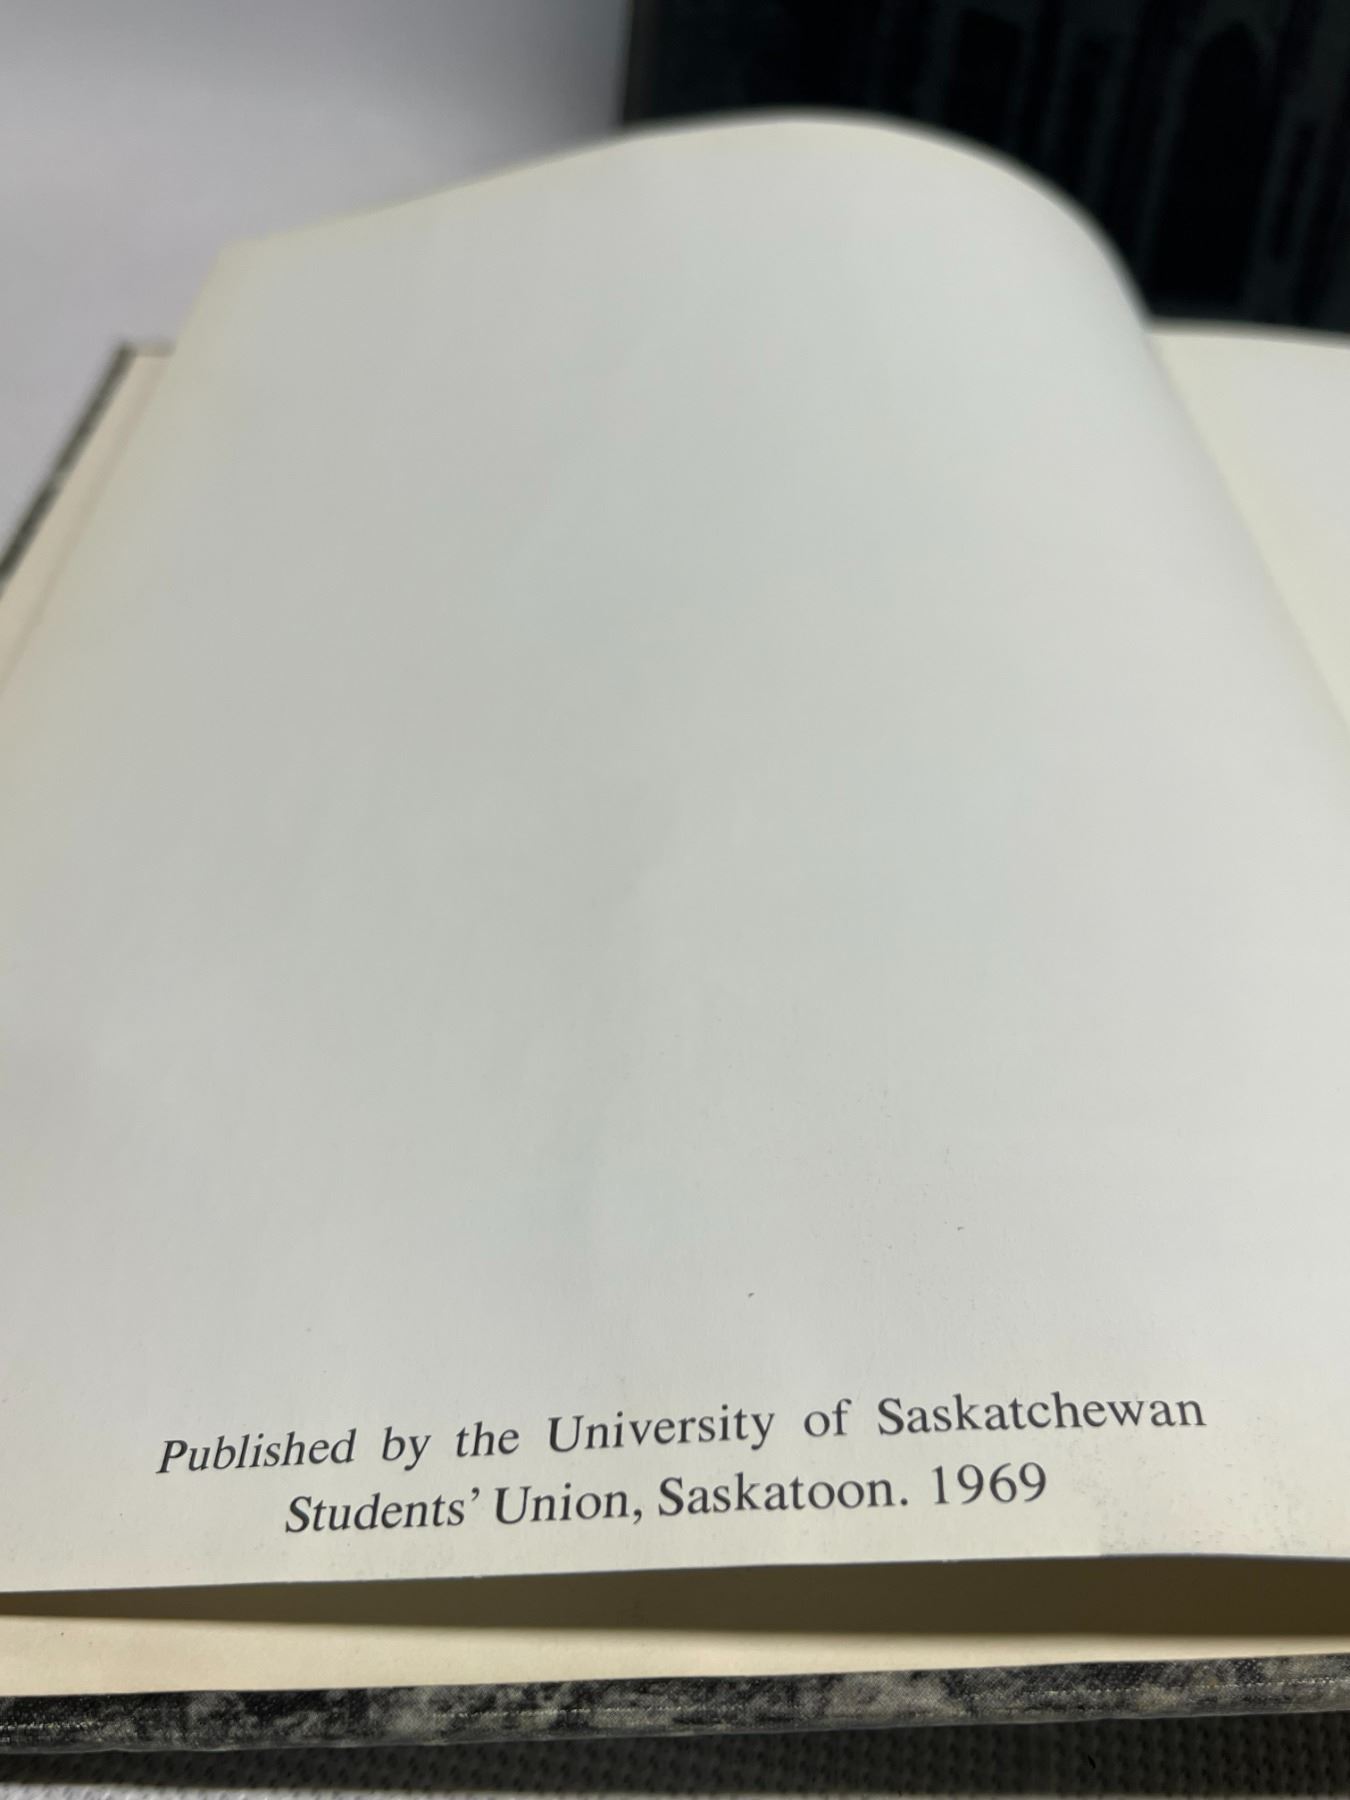 Published by the University of Saskatchewan
Students' Union, Saskatoon. 1969